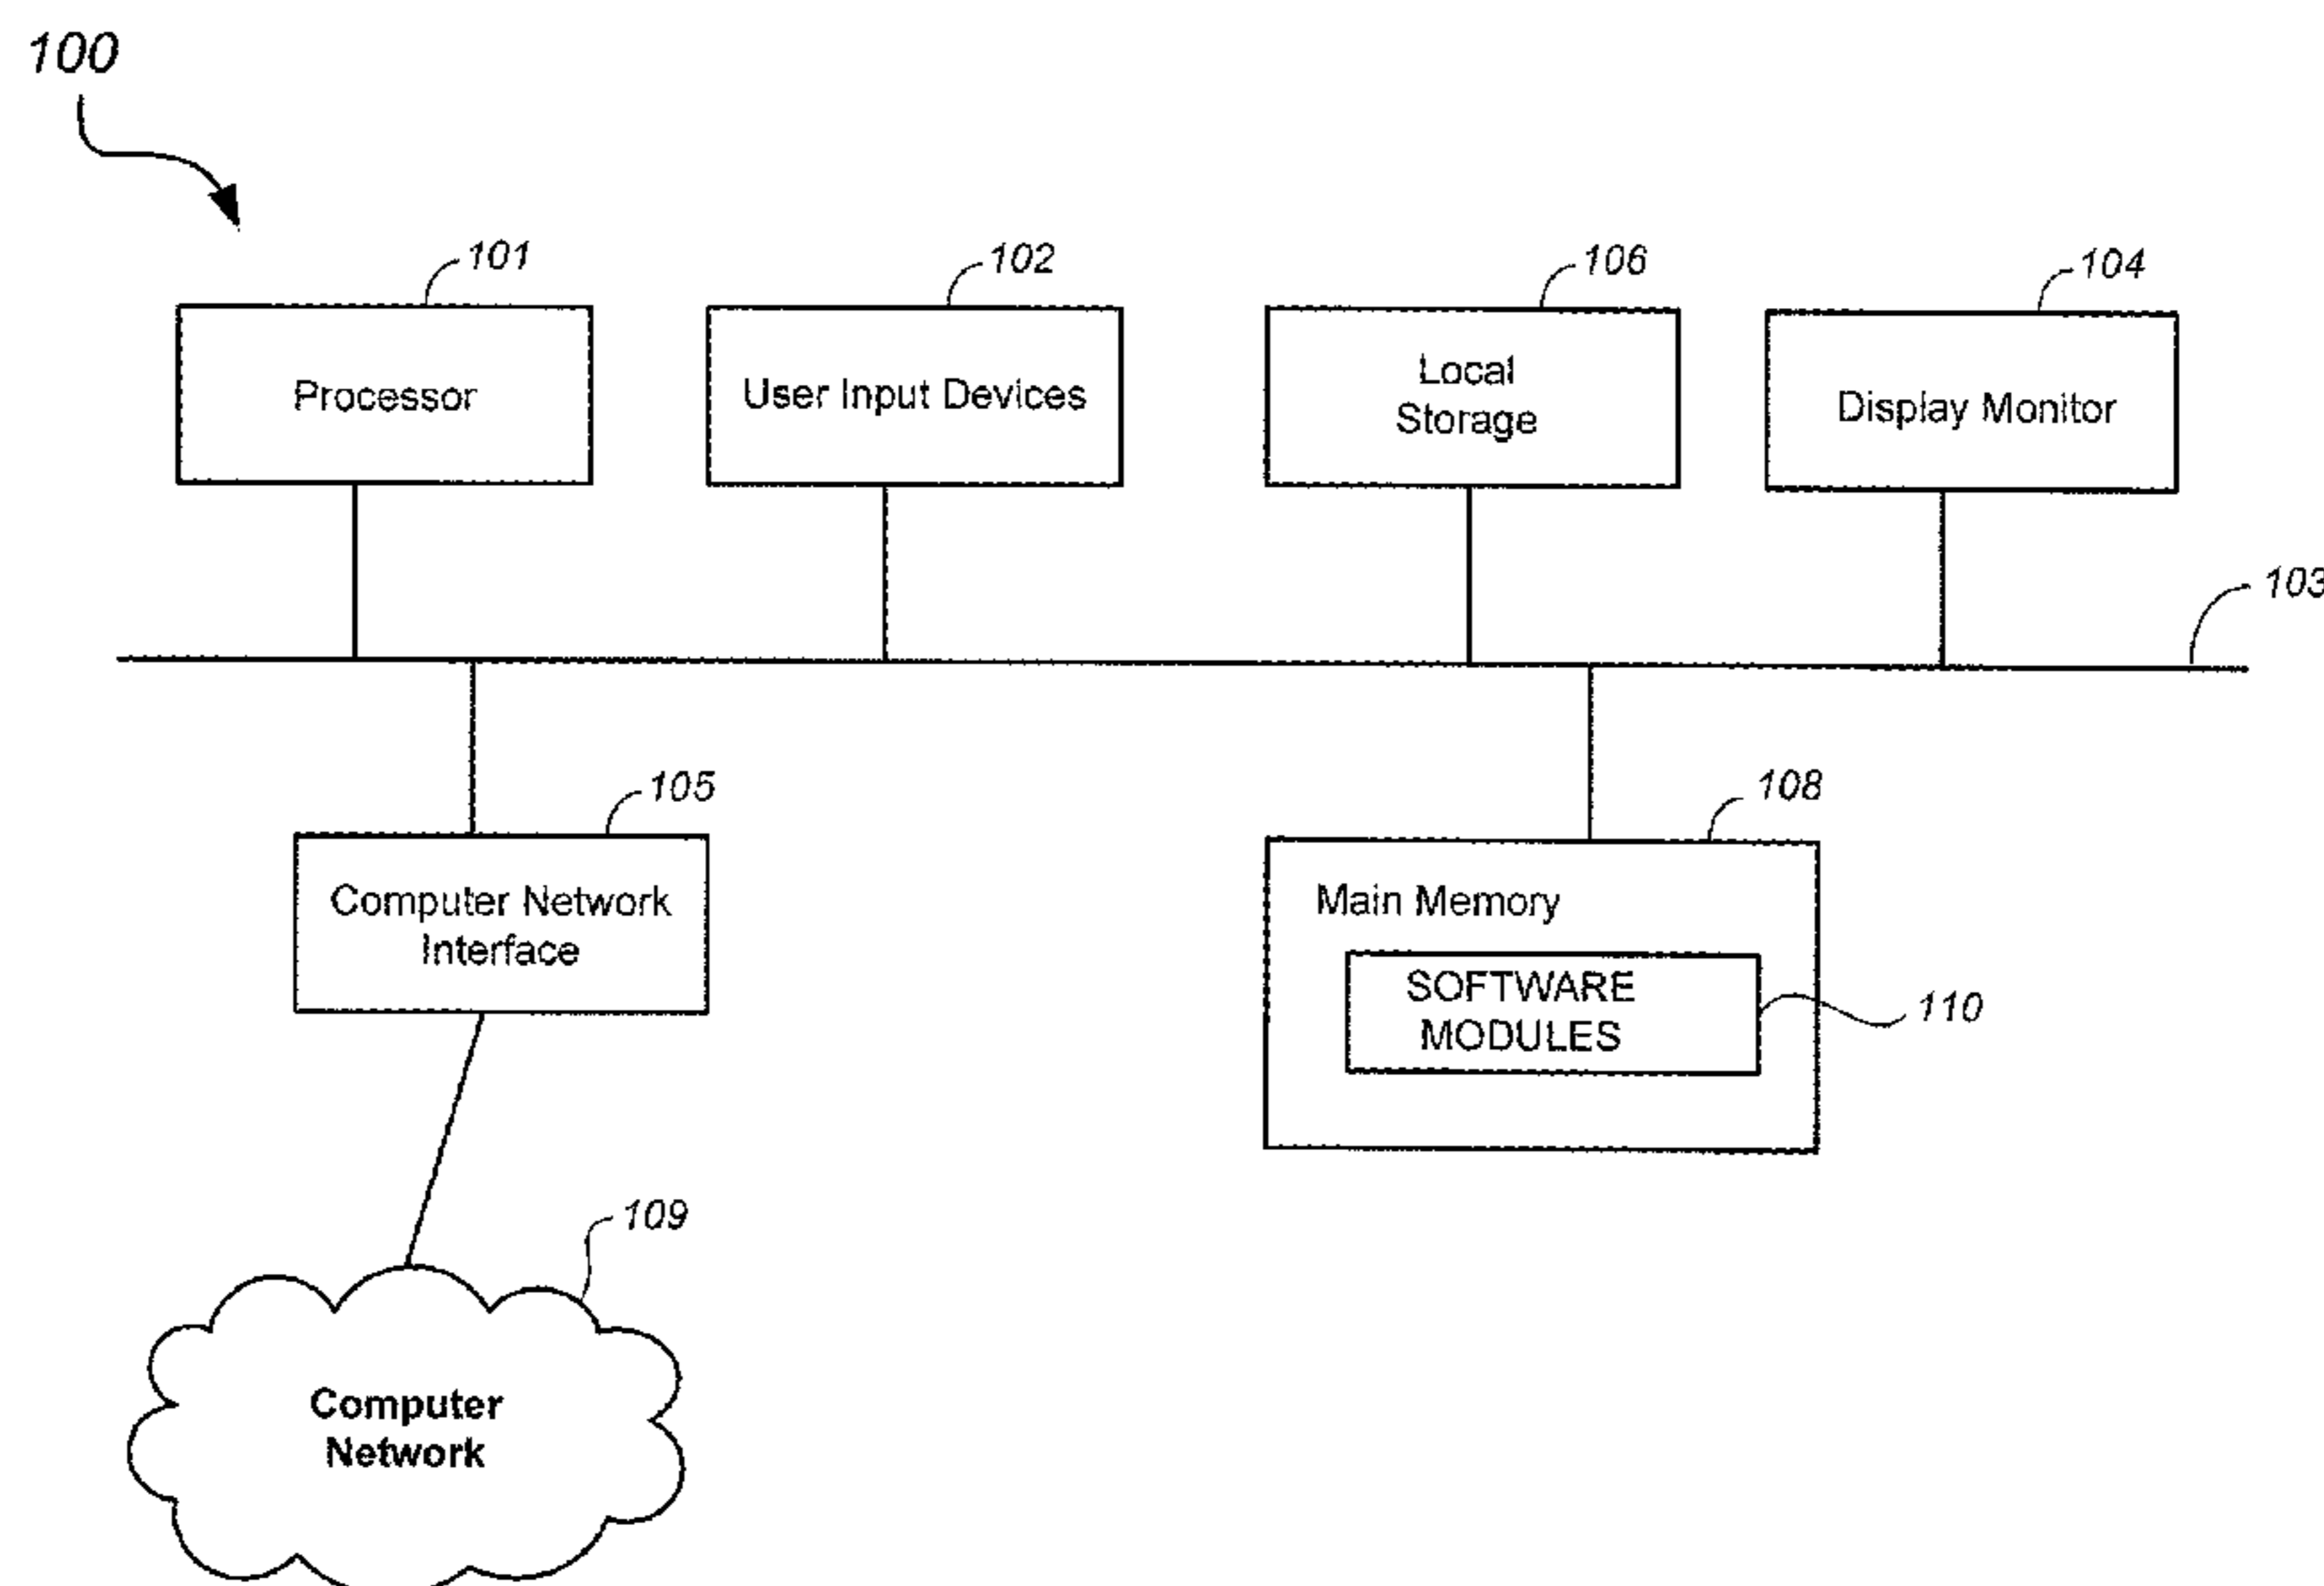 100
101
102
106
104
Processor
User Input Devices
Local
Storage
Display Monitor
103
105
108
Computer Network
Interface
Main Memory
SOFTWARE
MODULES
110
109
Computer
Network